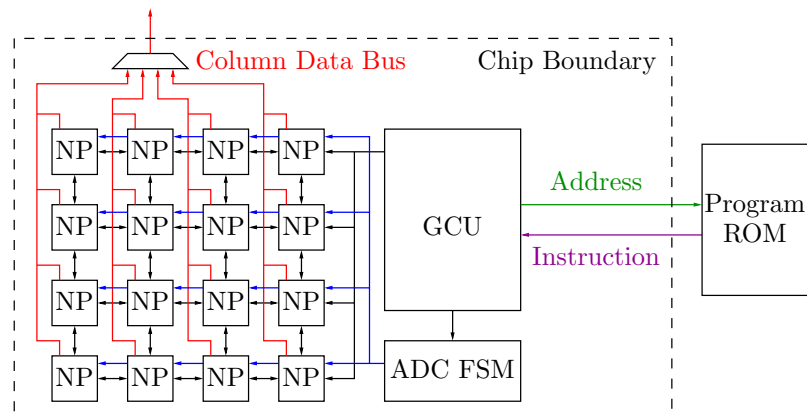 Column Data Bus
Chip Boundary
NP NP NP NP
GCU
Address
Program
ROM
NP NP NP NP
Instruction
NP NP NP NP
NP NP NP NP
ADC FSM